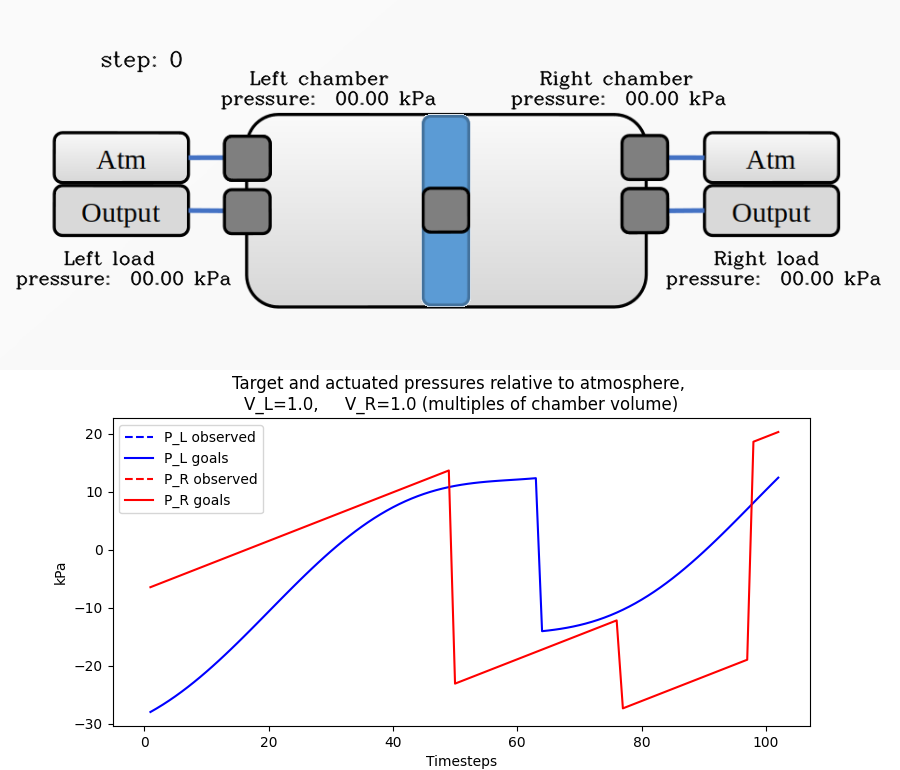 step: 0
Left chamber
pressure: 00.00 kPa
Right chamber
pressure: 00.00 kPa
Atm
Output
Atm
Output
Left load
pressure: 00.00 kPa
Right load
pressure: 00.00 kPa
Target and actuated pressures relative to atmosphere,
V_L=1.0, V_R=1.0 (multiples of chamber volume)
P_L observed
P_L goals
P_R observed
P_R goals
20
10
0
−10
−20
−30
kPa
0 20 40 60 80 100
Timesteps